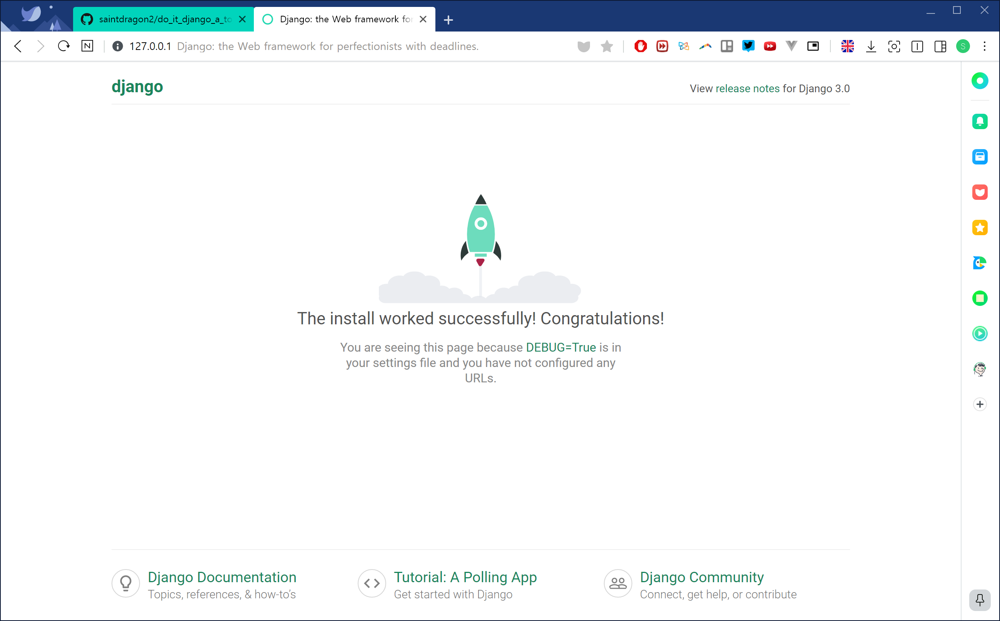 saintdragon2/do_it_django_a_to
Django: the Web framework for
127.0.0.1 Django: the Web framework for perfectionists with deadlines.
S
django
View release notes for Django 3.0
The install worked successfully! Congratulations!
You are seeing this page because DEBUG=True is in
your settings file and you have not configured any
URLs.
Django Documentation
Topics, references, & how-to’s
Tutorial: A Polling App
Get started with Django
Django Community
Connect, get help, or contribute